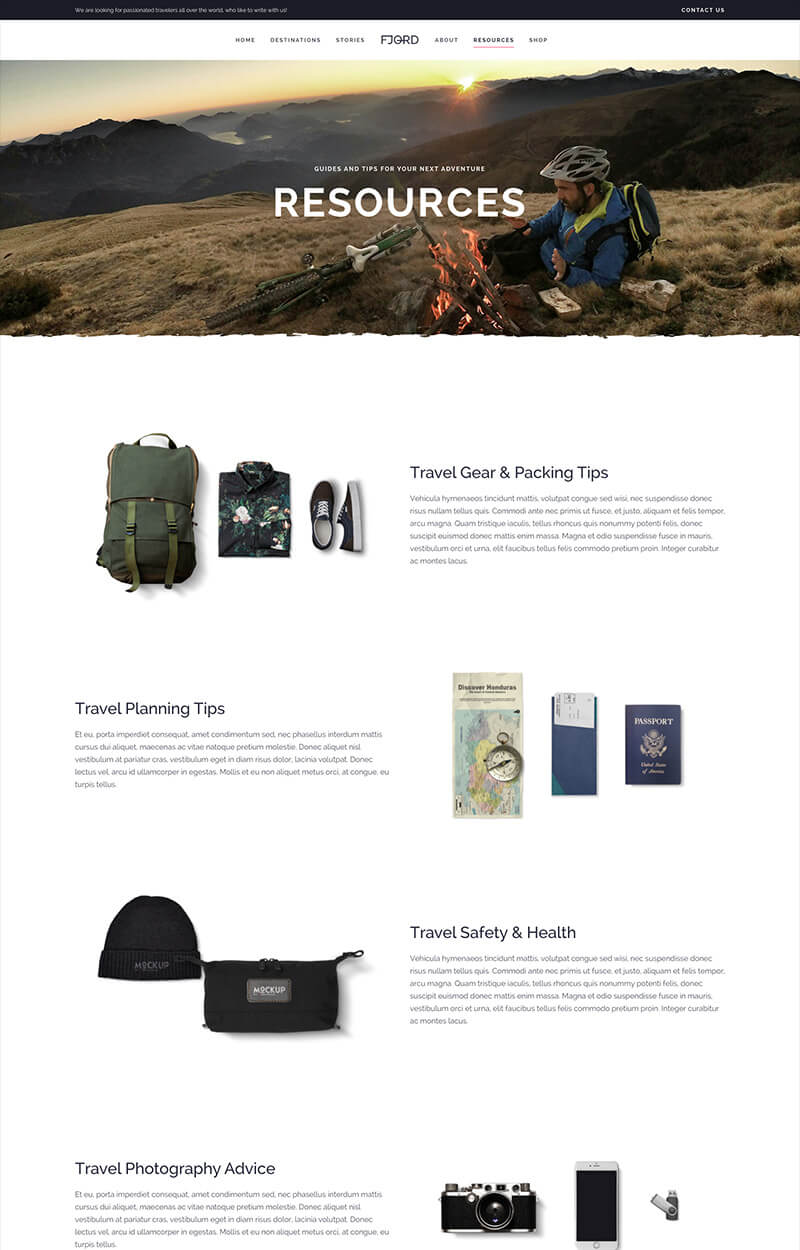 We are looking for passionated travelers all over the world, who like to write with us!
CONTACT US
HOME DESTINATIONS STORIES FJORD ABOUT RESOURCES SHOP
GUIDES AND TIPS FOR YOUR NEXT ADVENTURE
RESOURCES
Travel Gear & Packing Tips
Vehicula hymenaeos tincidunt mattis, volutpat congue sed wisi, nec suspendisse donec
risus nullam tellus quis. Commodo ante nec primis ut fusce, et justo, aliquam et felis tempor,
arcu magna. Quam tristique iaculis, tellus rhoncus quis nonummy potenti felis, donec
suscipit euismod donec mattis enim massa. Magna et odio suspendisse fusce in mauris,
vestibulum orci et urna, elit faucibus tellus felis commodo pretium proin. Integer curabitur
ac montes lacus.
Travel Planning Tips
Et eu, porta imperdiet consequat, amet condimentum sed, nec phasellus interdum mattis
cursus dui aliquet, maecenas ac vitae natoque pretium molestie. Donec aliquet nisl
vestibulum at pariatur cras, vestibulum eget in diam risus dolor, lacinia volutpat. Donec
lectus vel, arcu id ullamcorper in egestas. Mollis et eu non aliquet metus orci, at congue, eu
turpis tellus.
Discover Honduras
PASSPORT
United States
of America
MOCKUP
MOCKUP
Travel Safety & Health
Vehicula hymenaeos tincidunt mattis, volutpat congue sed wisi, nec suspendisse donec
risus nullam tellus quis. Commodo ante nec primis ut fusce, et justo, aliquam et felis tempor,
arcu magna. Quam tristique iaculis, tellus rhoncus quis nonummy potenti felis, donec
suscipit euismod donec mattis enim massa. Magna et odio suspendisse fusce in mauris,
vestibulum orci et urna, elit faucibus tellus felis commodo pretium proin. Integer curabitur
ac montes lacus.
Travel Photography Advice
Et eu, porta imperdiet consequat, amet condimentum sed, nec phasellus interdum mattis
cursus dui aliquet, maecenas ac vitae natoque pretium molestie. Donec aliquet nisl
vestibulum at pariatur cras, vestibulum eget in diam risus dolor, lacinia volutpat. Donec
lectus vel, arcu id ullamcorper in egestas. Mollis et eu non aliquet metus orci, at congue, eu
turpis tellus.